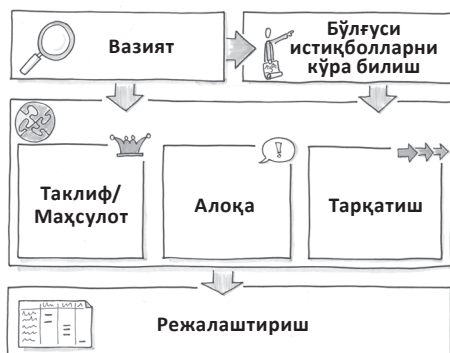 Вазият
Бўлғуси
истиқболларни
кўра билиш
Таклиф/
Маҳсулот
Алоқа
Тарқатиш
Режалаштириш